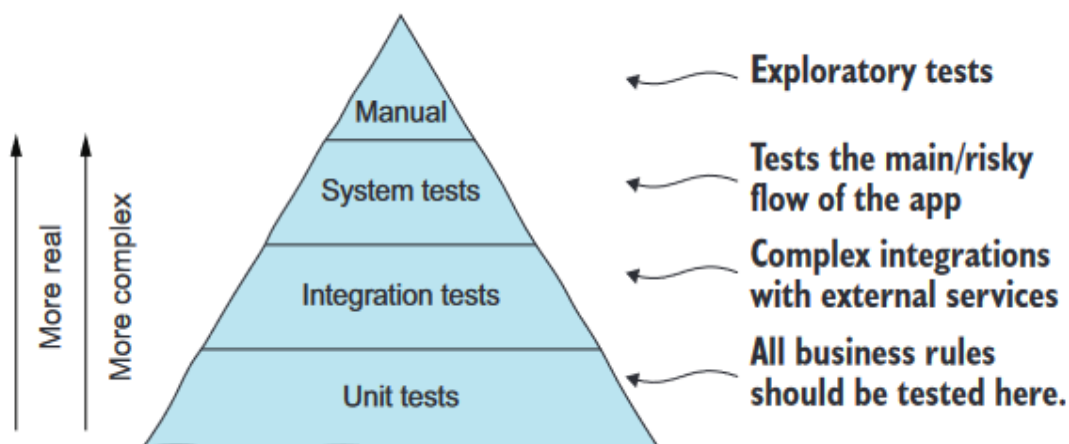 Manual
Exploratory tests
System tests
Tests the main/risky
flow of the app
Integration tests
Complex integrations
with external services
Unit tests
All business rules
should be tested here.
More real
More complex